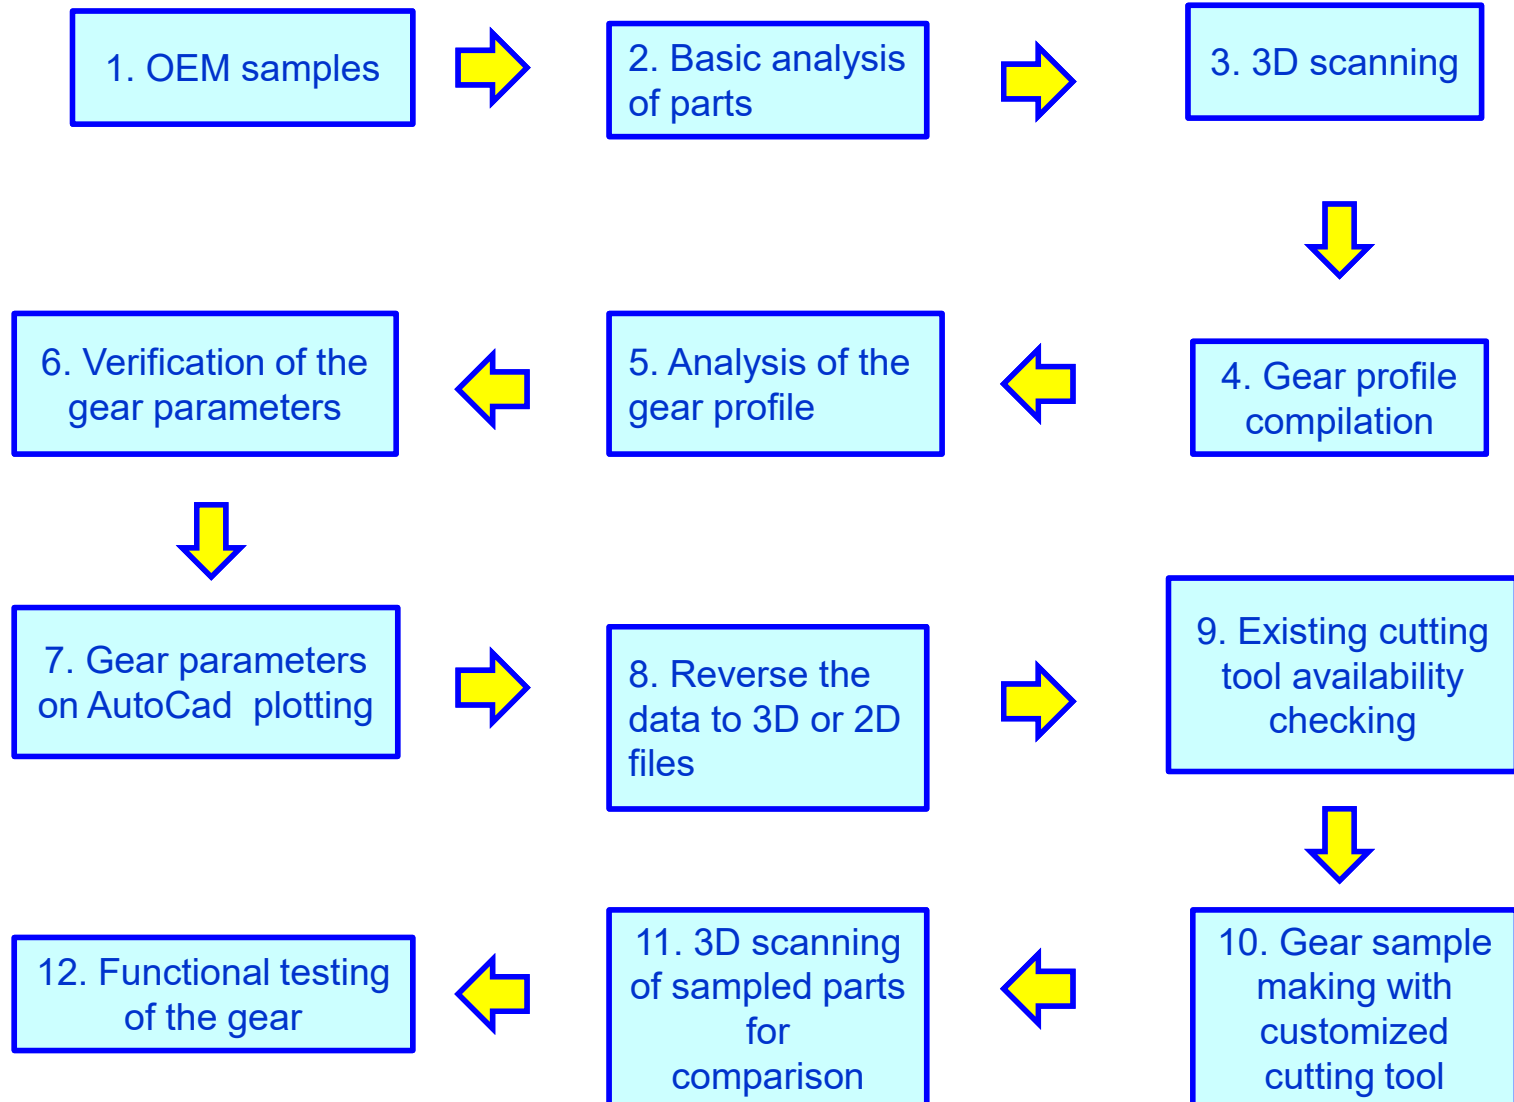 1. OEM samples
2. Basic analysis
of parts
3. 3D scanning
4. Gear profile
compilation
5. Analysis of the
gear profile
6. Verification of the
gear parameters
7. Gear parameters
on AutoCad  plotting
8. Reverse the
data to 3D or 2D
files
9. Existing cutting
tool availability
checking
10. Gear sample
making with
customized
cutting tool
11. 3D scanning
of sampled parts
for
comparison
12. Functional testing
of the gear